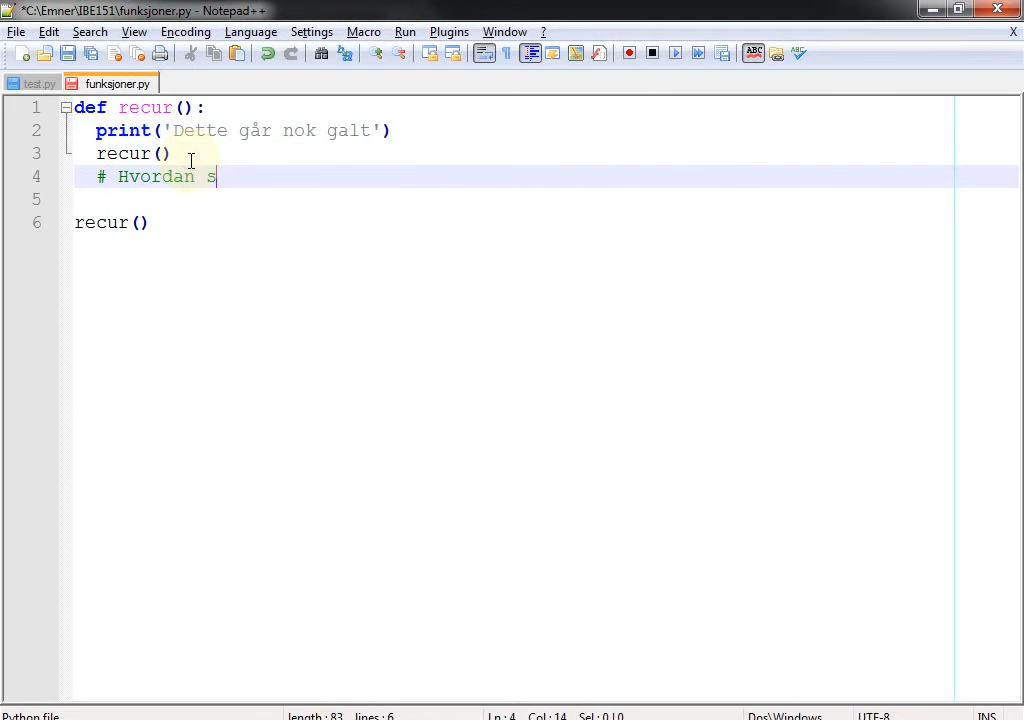 *C:\Emner\IBE151\funksjoner.py - Notepad++
File Edit Search View Encoding Language Settings Macro Run Plugins Window ? X
test.py funksjoner.py
1 def recur():
2 print('Dette går nok galt')
3 recur()
4 # Hvordan s
5
6 recur()
Python file length : 83 lines : 6 Ln : 4 Col : 14 Sel : 0 | 0 Dos\Windows UTF-8 INS